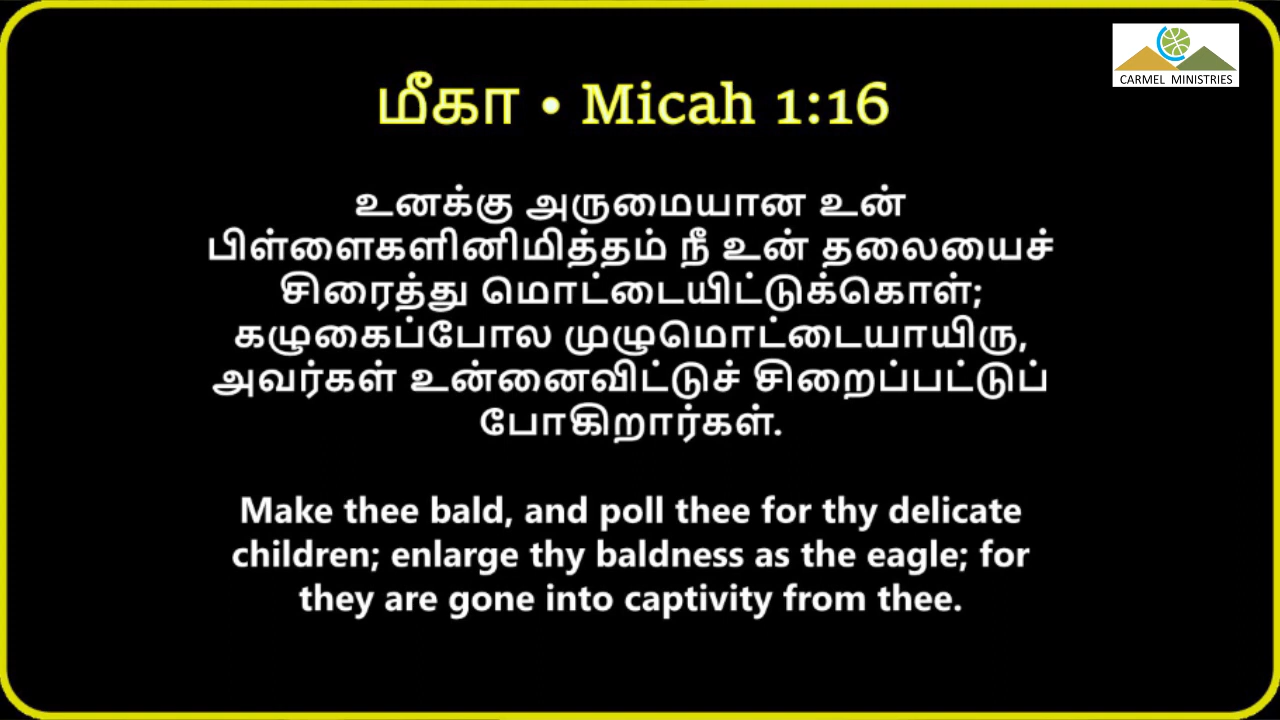 CARMEL MINISTRIES
மீகா • Micah 1:16
உனக்கு அருமையான உன்
பிள்ளைகளினிமித்தம் நீ உன் தலையைச்
சிரைத்து மொட்டையிட்டுக்கொள்;
கழுகைப்போல முழுமொட்டையாயிரு,
அவர்கள் உன்னைவிட்டுச் சிறைப்பட்டுப்
போகிறார்கள்.
Make thee bald, and poll thee for thy delicate
children; enlarge thy baldness as the eagle; for
they are gone into captivity from thee.